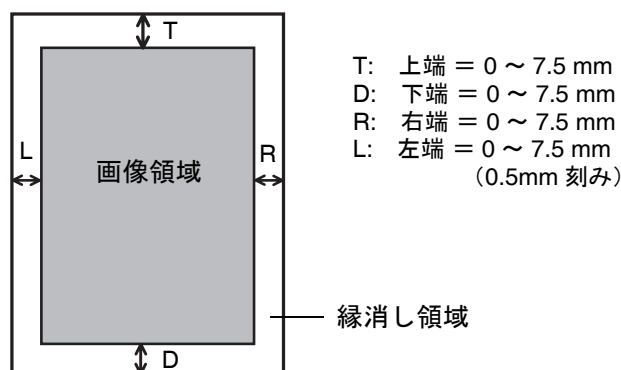 T
L
画像領域
R
D
T: 上端 = 0 ～ 7.5 mm
D: 下端 = 0 ～ 7.5 mm
R: 右端 = 0 ～ 7.5 mm
L: 左端 = 0 ～ 7.5 mm
（0.5mm 刻み）
縁消し領域